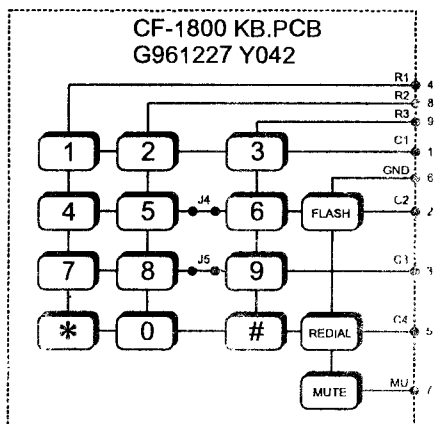 CF-1800 KB.PCB
G961227 Y042
R1 4
R2 8
R3 9
1 2 3 C1 1
GND 6
4 5 J4 6 FLASH C2 2
7 8 J5 9 C3 3
* 0 # REDIAL C4 5
MUTE MU 7